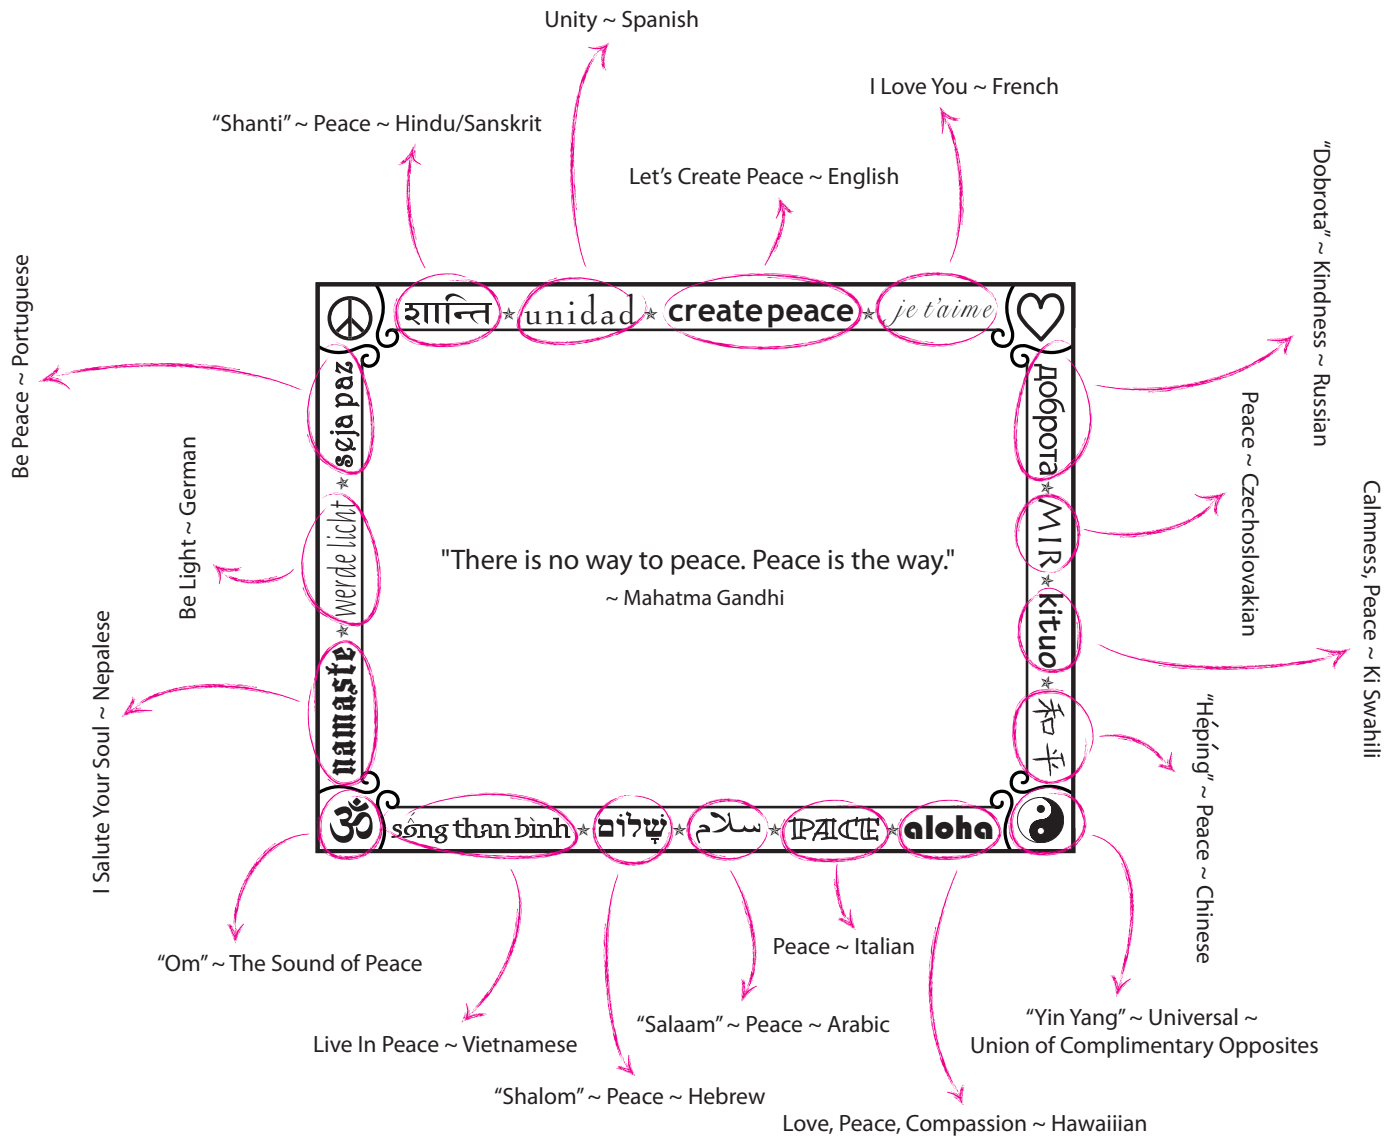 Unity ~ Spanish
I Love You ~ French
“Shanti” ~ Peace ~ Hindu/Sanskrit
Let’s Create Peace ~ English
“Dobrota” ~ Kindness ~ Russian
Be Peace ~ Portuguese
शान्ति
unidad
create peace
je t’aime
seja paz
доброта
Peace ~ Czechoslovakian
Be Light ~ German
werde licht
MIR
Calmness, Peace ~ Ki Swahili
"There is no way to peace. Peace is the way."
~ Mahatma Gandhi
kituo
I Salute Your Soul ~ Nepalese
namaste
和平
“Hépíng” ~ Peace ~ Chinese
ॐ
sống than bình
שָׁלוֹם
سلام
PACE
aloha
Peace ~ Italian
“Om” ~ The Sound of Peace
“Salaam” ~ Peace ~ Arabic
“Yin Yang” ~ Universal ~
Union of Complimentary Opposites
Live In Peace ~ Vietnamese
“Shalom” ~ Peace ~ Hebrew
Love, Peace, Compassion ~ Hawaiiian